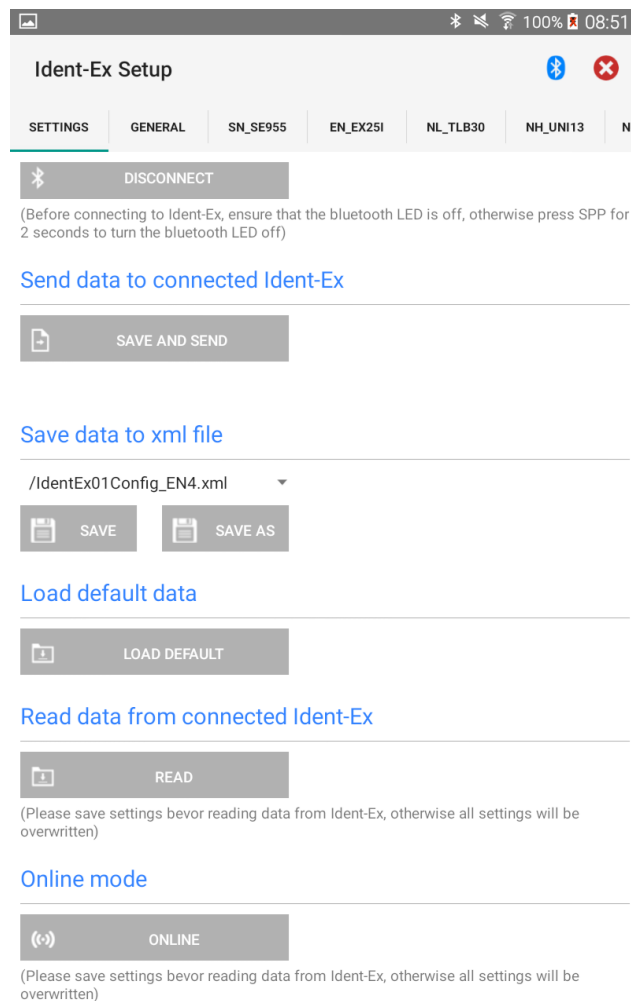 100% 08:51
Ident-Ex Setup
SETTINGS GENERAL SN_SE955 EN_EX25I NL_TLB30 NH_UNI13 N
DISCONNECT
(Before connecting to Ident-Ex, ensure that the bluetooth LED is off, otherwise press SPP for
2 seconds to turn the bluetooth LED off)
Send data to connected Ident-Ex
SAVE AND SEND
Save data to xml file
/IdentEx01Config_EN4.xml
SAVE SAVE AS
Load default data
LOAD DEFAULT
Read data from connected Ident-Ex
READ
(Please save settings bevor reading data from Ident-Ex, otherwise all settings will be
overwritten)
Online mode
ONLINE
(Please save settings bevor reading data from Ident-Ex, otherwise all settings will be
overwritten)